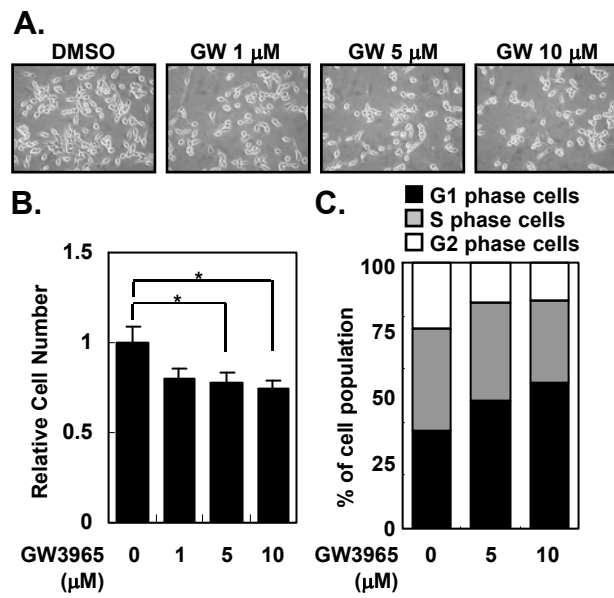 A.
DMSO GW 1 μM GW 5 μM GW 10 μM
B.
1.5
1
0.5
0
Relative Cell Number
*
*
GW3965 0 1 5 10
(μM)
C.
G1 phase cells
S phase cells
G2 phase cells
100
75
50
25
0
% of cell population
GW3965 0 5 10
(μM)